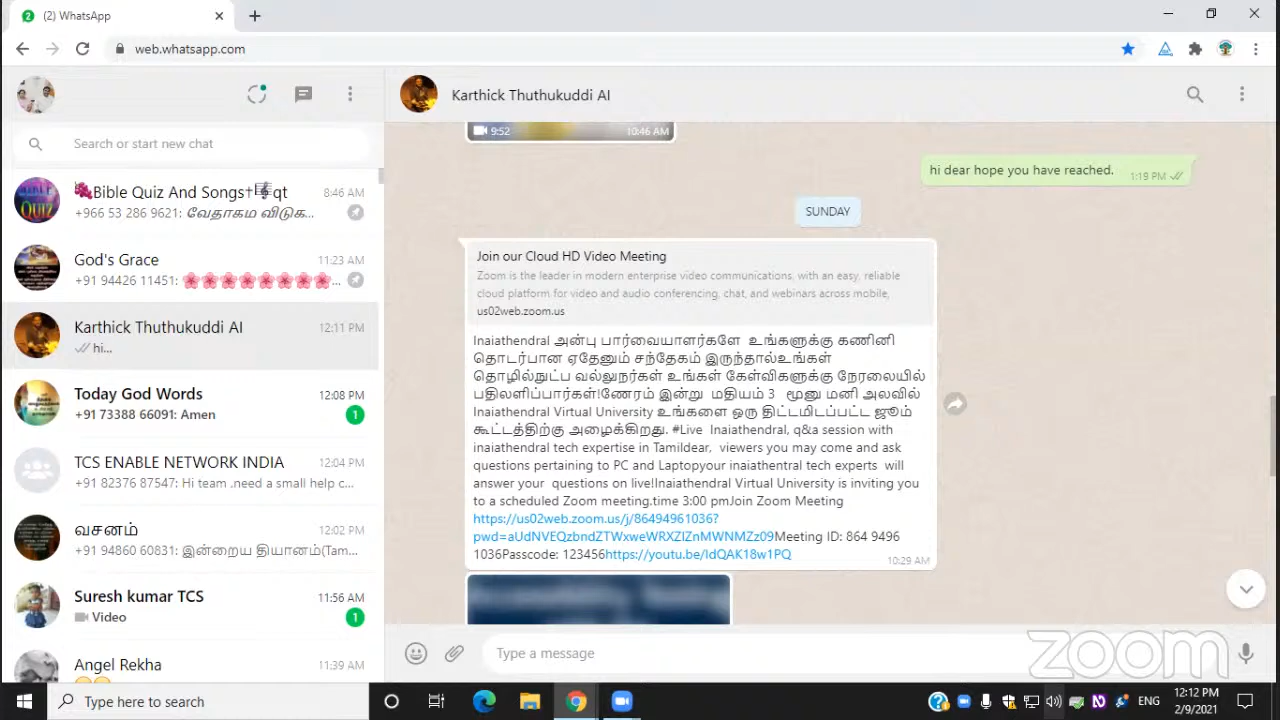 (2) WhatsApp
web.whatsapp.com
Karthick Thuthukuddi AI
Search or start new chat
🍇Bible Quiz And Songs✝🎼qt 8:46 AM
+966 53 286 9621: வேதாகம விடுக...
God's Grace 11:23 AM
+91 94426 11451: 🌸🌸🌸🌸🌸🌸🌸🌸...
Karthick Thuthukuddi AI 12:11 PM
hi...
Today God Words 12:08 PM
+91 73388 66091: Amen 1
TCS ENABLE NETWORK INDIA 12:04 PM
+91 82376 87547: Hi team .need a small help c...
வசனம் 12:02 PM
+91 94860 60831: இன்றைய தியானம்(Tam...
Suresh kumar TCS 11:56 AM
Video 1
Angel Rekha 11:39 AM
9:52 10:46 AM
hi dear hope you have reached. 1:19 PM
SUNDAY
Join our Cloud HD Video Meeting
Zoom is the leader in modern enterprise video communications, with an easy, reliable
cloud platform for video and audio conferencing, chat, and webinars across mobile,
us02web.zoom.us
Inaiathendral அன்பு பார்வையாளர்களே உங்களுக்கு கணினி
தொடர்பான ஏதேனும் சந்தேகம் இருந்தால்உங்கள்
தொழில்நுட்ப வல்லுநர்கள் உங்கள் கேள்விகளுக்கு நேரலையில்
பதிலளிப்பார்கள்!ணேரம் இன்று மதியம் 3 மூணு மனி அலவில்
Inaiathendral Virtual University உங்களை ஒரு திட்டமிடப்பட்ட ஜூம்
கூட்டத்திற்கு அழைக்கிறது. #Live Inaiathendral, q&a session with
inaiathendral tech expertise in Tamildear, viewers you may come and ask
questions pertaining to PC and Laptopyour inaiathentral tech experts will
answer your questions on live!Inaiathendral Virtual University is inviting you
to a scheduled Zoom meeting.time 3:00 pmJoin Zoom Meeting
https://us02web.zoom.us/j/86494961036?
pwd=aUdNVEQzbndZTWxweWRXZlZnMWNMZz09Meeting ID: 864 9496
1036Passcode: 123456https://youtu.be/IdQAK18w1PQ
10:29 AM
Type a message
zoom
Type here to search
ENG
12:12 PM
2/9/2021